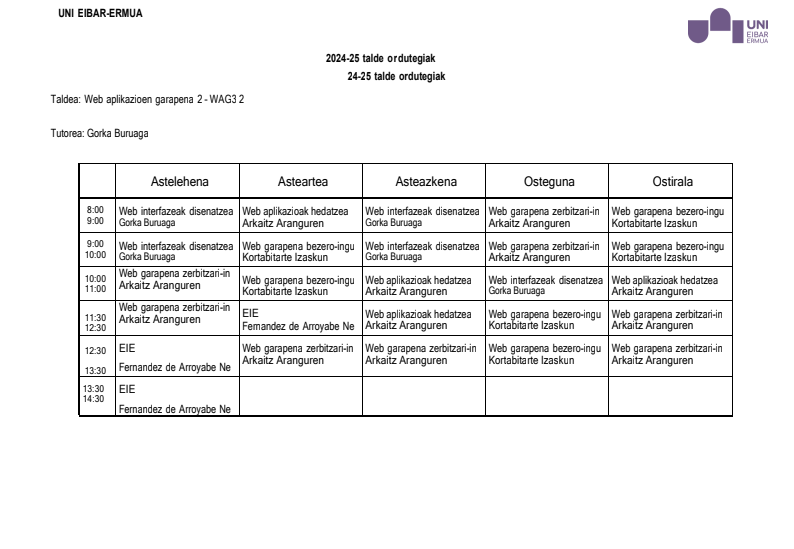 UNI EIBAR-ERMUA
UNI
EIBAR
ERMUA
2024-25 talde ordutegiak
24-25 talde ordutegiak
Taldea: Web aplikazioen garapena 2 - WAG3 2
Tutorea: Gorka Buruaga
Astelehena Asteartea Asteazkena Osteguna Ostirala
8:00 Web interfazeak disenatzea Web aplikazioak hedatzea Web interfazeak disenatzea Web garapena zerbitzari-in Web garapena bezero-ingu
9:00 Gorka Buruaga Arkaitz Aranguren Gorka Buruaga Arkaitz Aranguren Kortabitarte Izaskun
9:00 Web interfazeak disenatzea Web garapena bezero-ingu Web interfazeak disenatzea Web garapena zerbitzari-in Web garapena bezero-ingu
10:00 Gorka Buruaga Kortabitarte Izaskun Gorka Buruaga Arkaitz Aranguren Kortabitarte Izaskun
10:00 Web garapena zerbitzari-in Web garapena bezero-ingu Web aplikazioak hedatzea Web interfazeak disenatzea Web aplikazioak hedatzea
11:00 Arkaitz Aranguren Kortabitarte Izaskun Arkaitz Aranguren Gorka Buruaga Arkaitz Aranguren
11:30 Web garapena zerbitzari-in EIE Web aplikazioak hedatzea Web garapena bezero-ingu Web garapena zerbitzari-in
12:30 Arkaitz Aranguren Fernandez de Arroyabe Ne Arkaitz Aranguren Kortabitarte Izaskun Arkaitz Aranguren
12:30 EIE Web garapena zerbitzari-in Web garapena zerbitzari-in Web garapena bezero-ingu Web garapena zerbitzari-in
13:30 Fernandez de Arroyabe Ne Arkaitz Aranguren Arkaitz Aranguren Kortabitarte Izaskun Arkaitz Aranguren
13:30 EIE
14:30 Fernandez de Arroyabe Ne